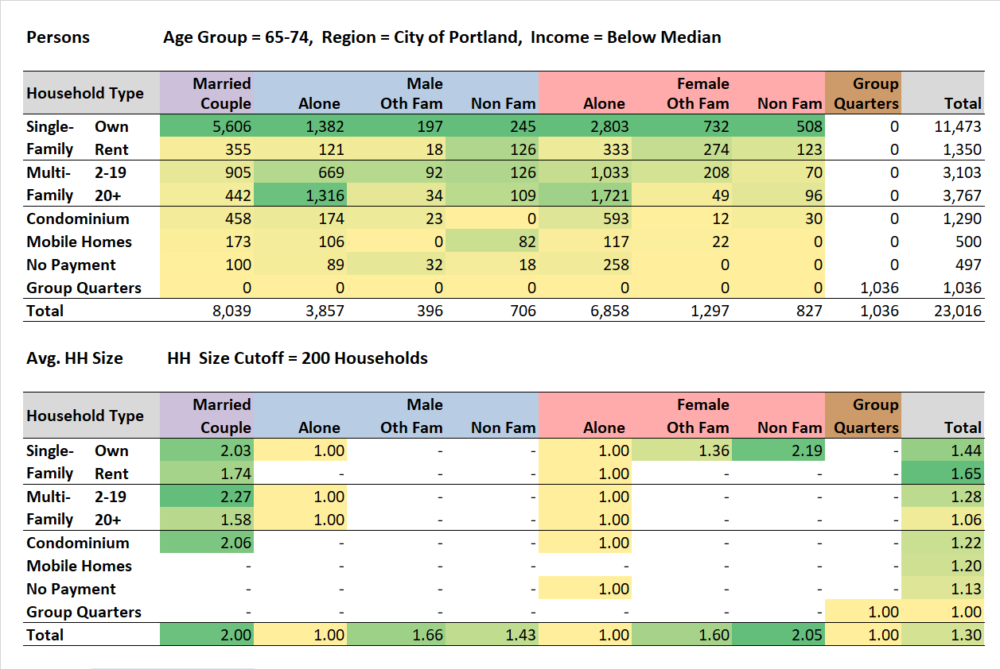 Persons Age Group = 65-74, Region = City of Portland, Income = Below Median
Household Type Married Couple Male Alone Oth Fam Non Fam Female Alone Oth Fam Non Fam Group Quarters Total
Single- Own 5,606 1,382 197 245 2,803 732 508 0 11,473
Family Rent 355 121 18 126 333 274 123 0 1,350
Multi- 2-19 905 669 92 126 1,033 208 70 0 3,103
Family 20+ 442 1,316 34 109 1,721 49 96 0 3,767
Condominium 458 174 23 0 593 12 30 0 1,290
Mobile Homes 173 106 0 82 117 22 0 0 500
No Payment 100 89 32 18 258 0 0 0 497
Group Quarters 0 0 0 0 0 0 0 1,036 1,036
Total 8,039 3,857 396 706 6,858 1,297 827 1,036 23,016
Avg. HH Size HH Size Cutoff = 200 Households
Household Type Married Couple Male Alone Oth Fam Non Fam Female Alone Oth Fam Non Fam Group Quarters Total
Single- Own 2.03 1.00 - - 1.00 1.36 2.19 - 1.44
Family Rent 1.74 - - - 1.00 - - - 1.65
Multi- 2-19 2.27 1.00 - - 1.00 - - - 1.28
Family 20+ 1.58 1.00 - - 1.00 - - - 1.06
Condominium 2.06 - - - 1.00 - - - 1.22
Mobile Homes - - - - - - - - 1.20
No Payment - - - - 1.00 - - - 1.13
Group Quarters - - - - - - - 1.00 1.00
Total 2.00 1.00 1.66 1.43 1.00 1.60 2.05 1.00 1.30